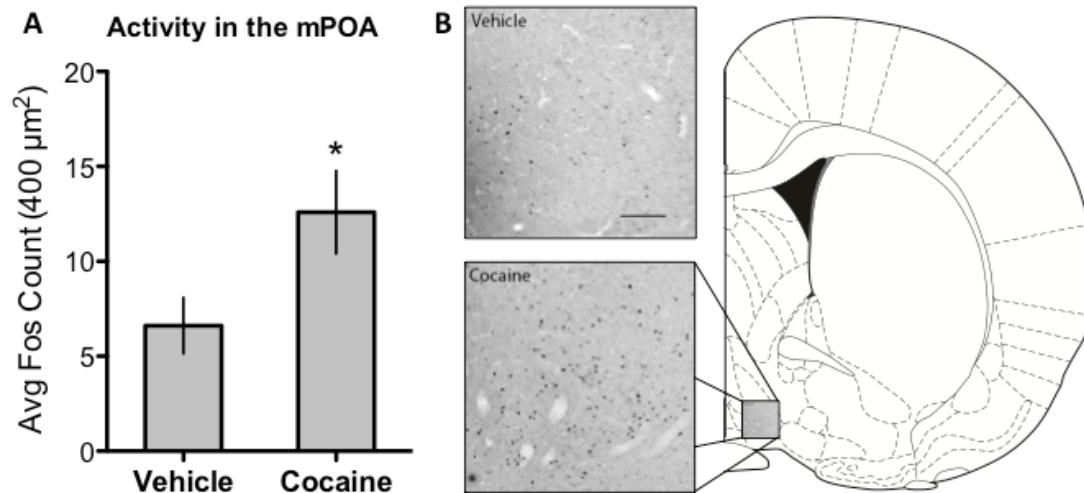 A
Activity in the mPOA
Avg Fos Count (400 µm²)
20
15
10
5
0
*
Vehicle
Cocaine
B
Vehicle
Cocaine